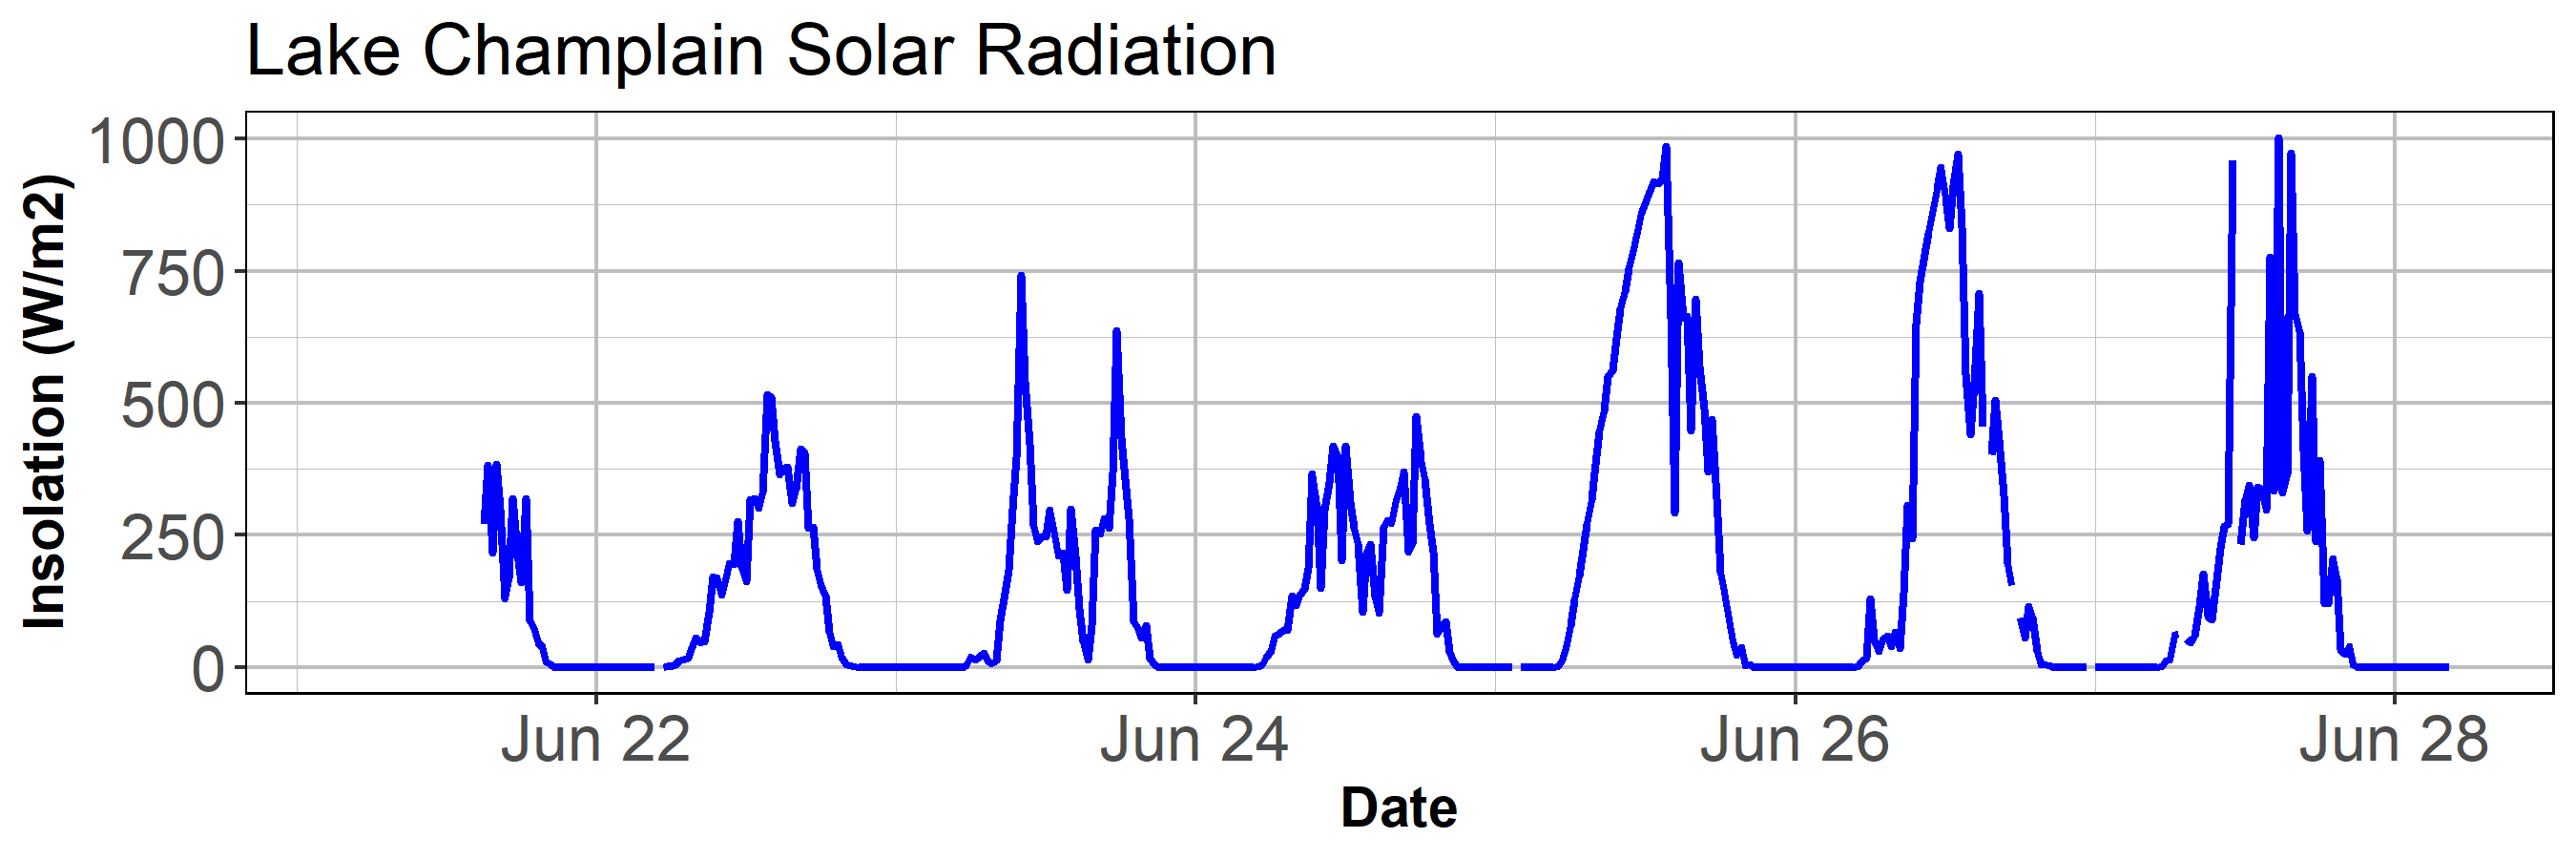 Lake Champlain Solar Radiation
Insolation (W/m2)
1000
750
500
250
0
Jun 22
Jun 24
Jun 26
Jun 28
Date